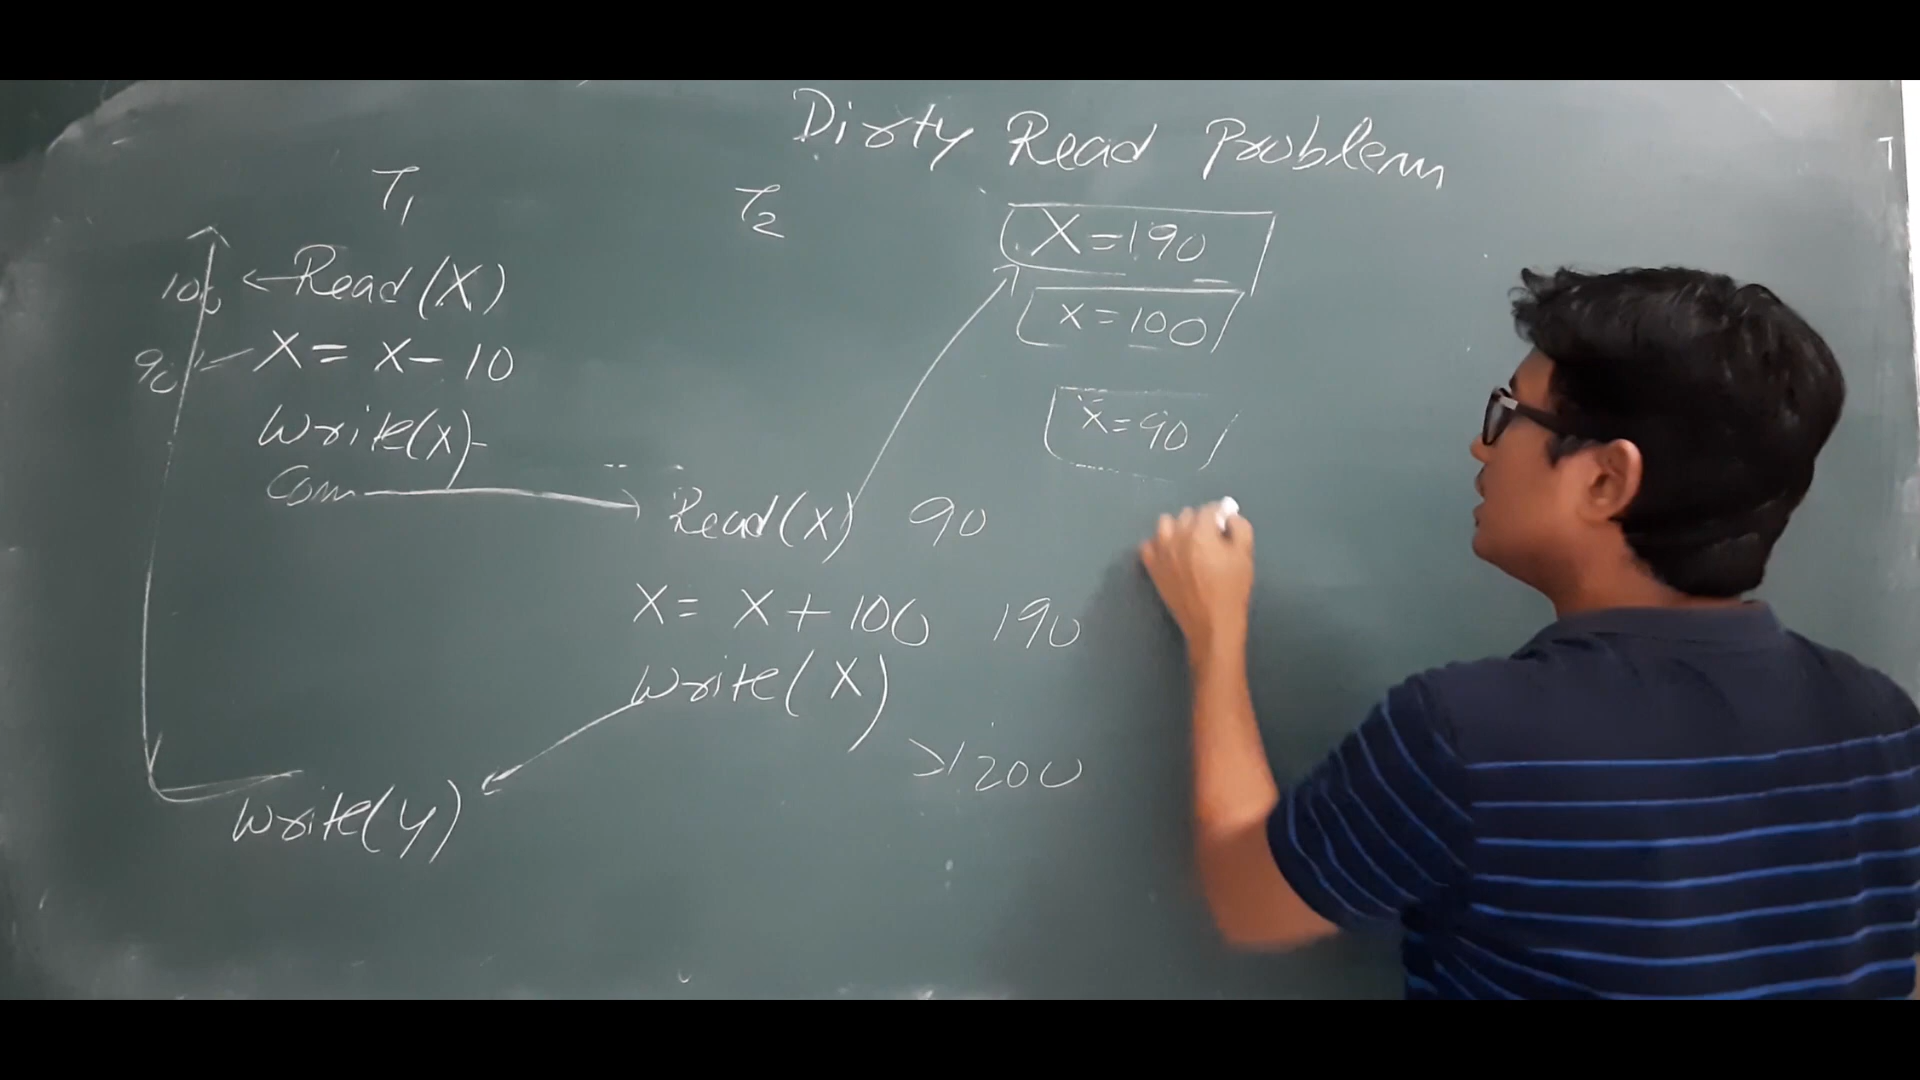 Dirty Read Problem
T1 T2
X=190
100 ← Read(X)
x=100
90 X= X- 10
Write(X)
x=90
Com
Read(X) 90
X= X+100 190
Write(X)
200
Write(y)